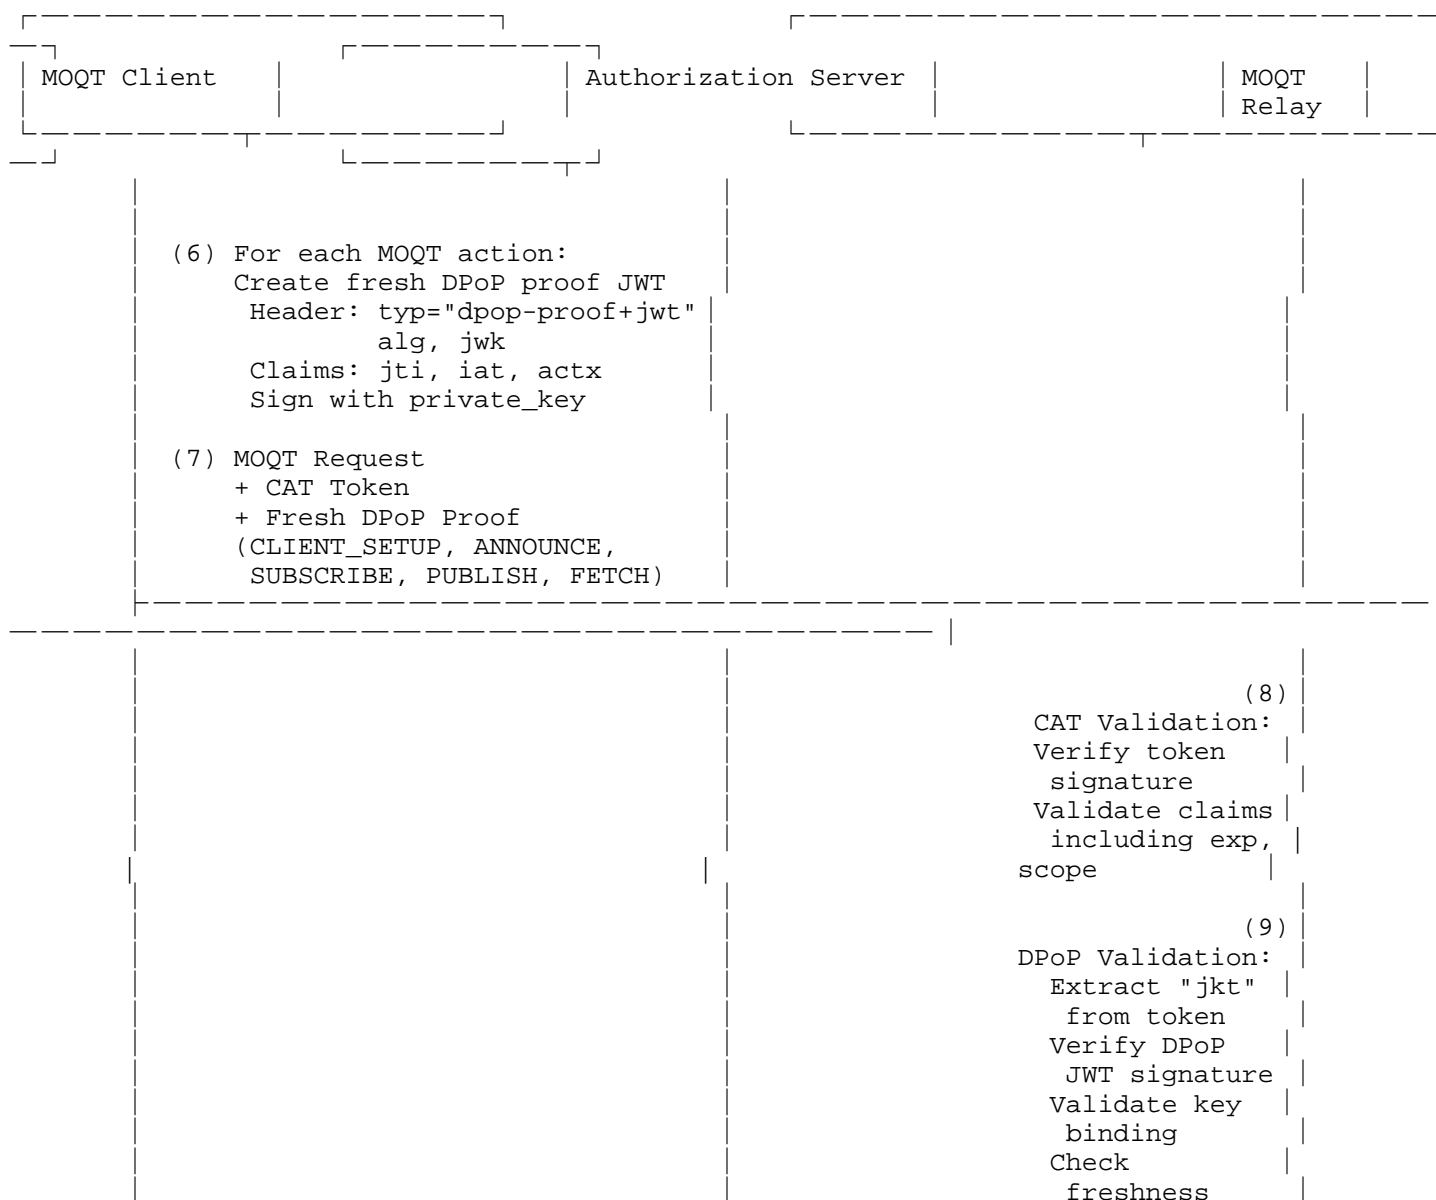 MOQT Client Authorization Server MOQT
Relay
(6) For each MOQT action:
Create fresh DPoP proof JWT
Header: typ="dpop-proof+jwt"
alg, jwk
Claims: jti, iat, actx
Sign with private_key
(7) MOQT Request
+ CAT Token
+ Fresh DPoP Proof
(CLIENT_SETUP, ANNOUNCE,
SUBSCRIBE, PUBLISH, FETCH)
(8)
CAT Validation:
Verify token
signature
Validate claims
including exp,
scope
(9)
DPoP Validation:
Extract "jkt"
from token
Verify DPoP
JWT signature
Validate key
binding
Check
freshness